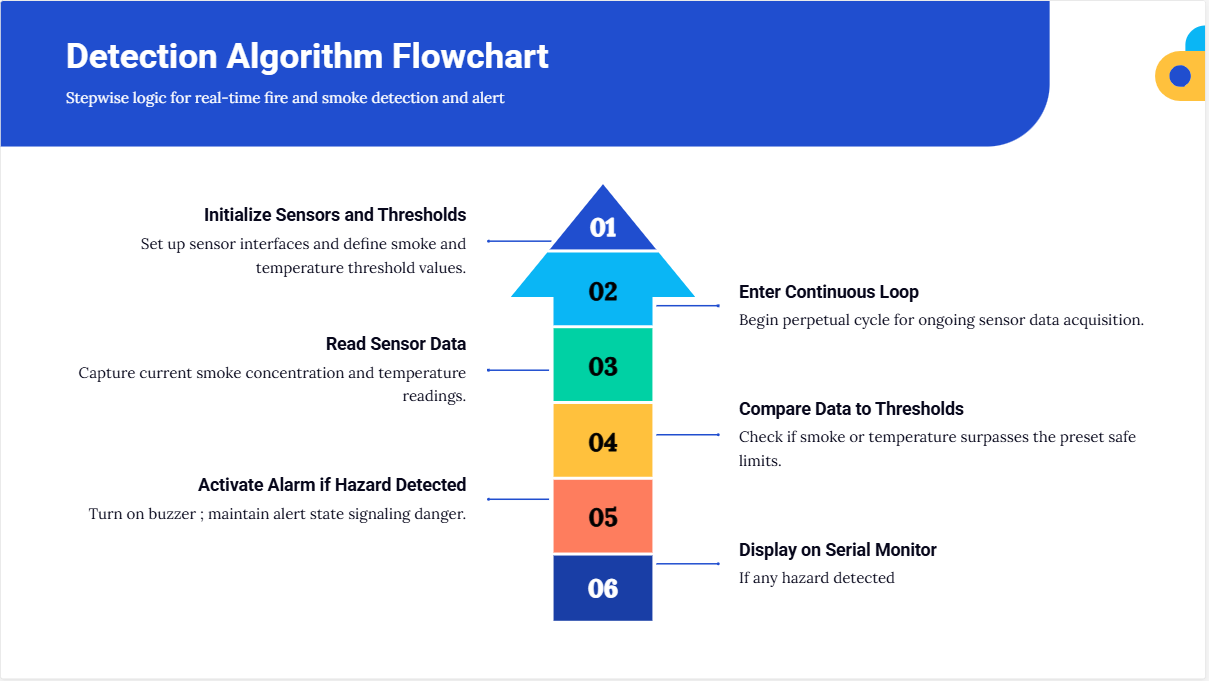 Detection Algorithm Flowchart
Stepwise logic for real-time fire and smoke detection and alert
01
Initialize Sensors and Thresholds
Set up sensor interfaces and define smoke and
temperature threshold values.
02
Enter Continuous Loop
Begin perpetual cycle for ongoing sensor data acquisition.
03
Read Sensor Data
Capture current smoke concentration and temperature
readings.
04
Compare Data to Thresholds
Check if smoke or temperature surpasses the preset safe
limits.
05
Activate Alarm if Hazard Detected
Turn on buzzer ; maintain alert state signaling danger.
06
Display on Serial Monitor
If any hazard detected